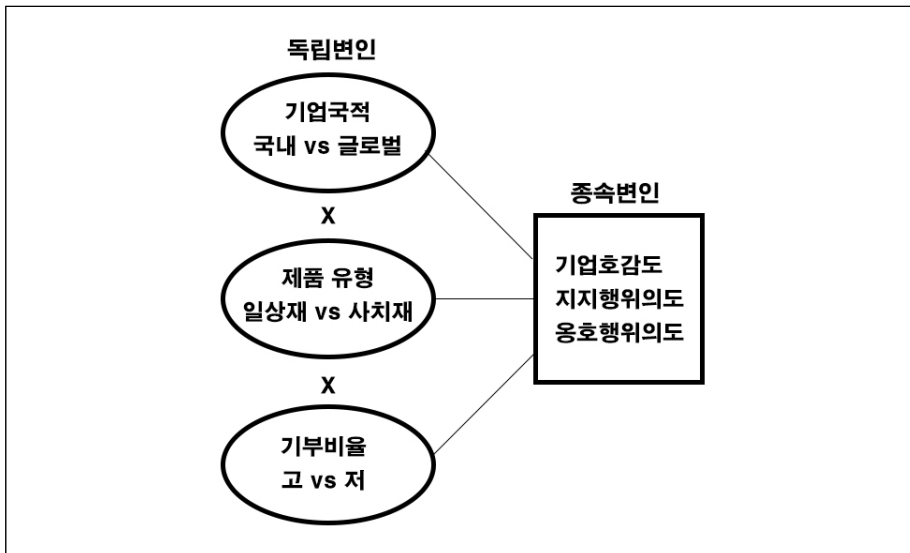 독립변인
기업국적
국내 vs 글로벌
X
제품 유형
일상재 vs 사치재
X
기부비율
고 vs 저
종속변인
기업호감도
지지행위의도
옹호행위의도